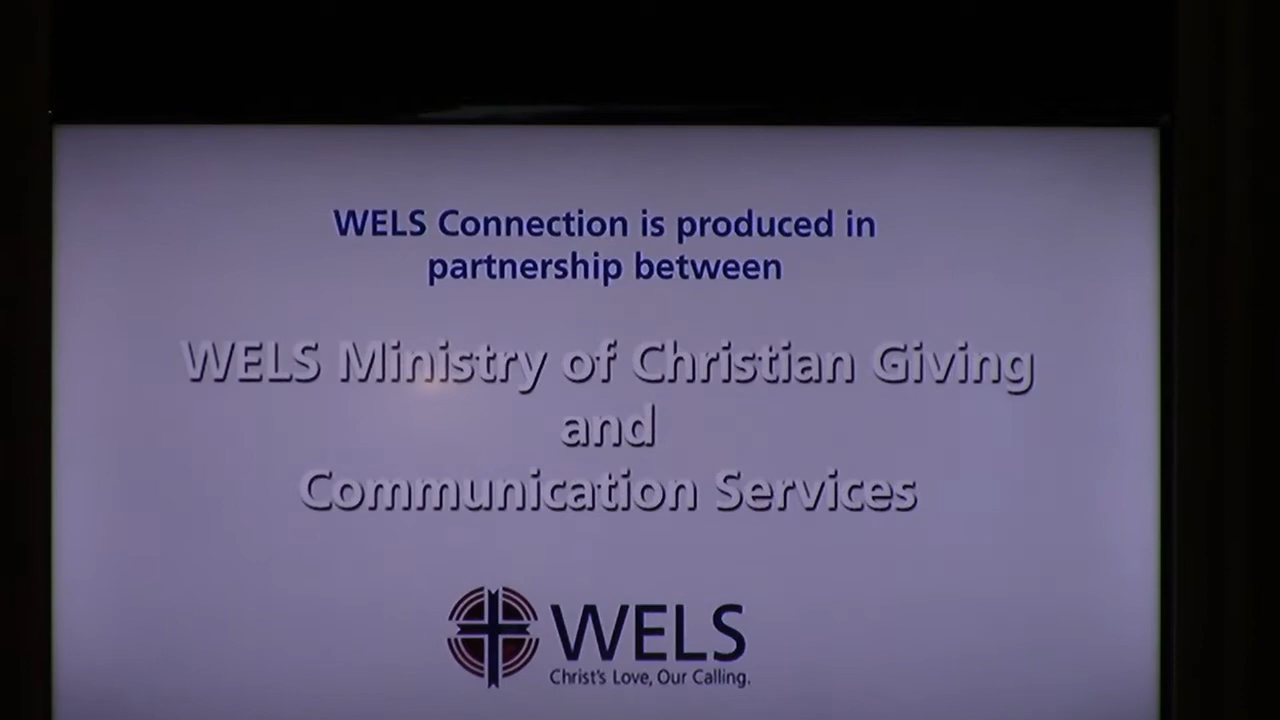 WELS Connection is produced in
partnership between
WELS Ministry of Christian Giving
and
Communication Services
WELS
Christ's Love, Our Calling.